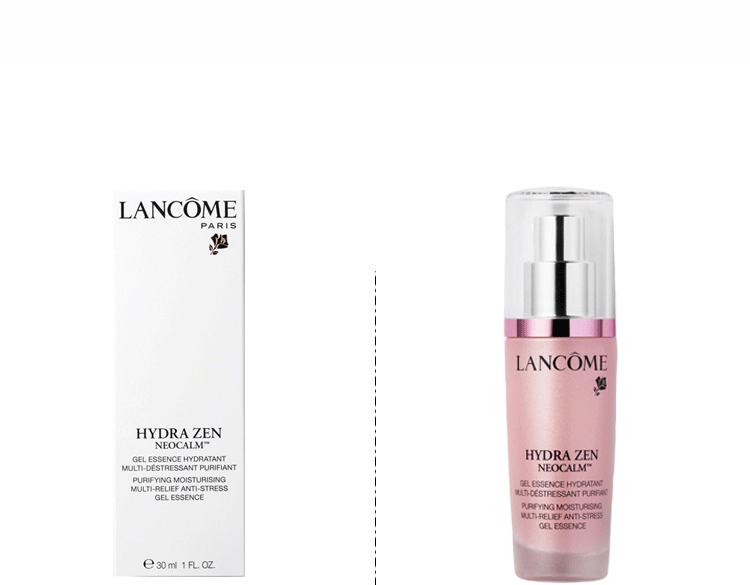 LANCÔME
PARIS
HYDRA ZEN
NEOCALM™
GEL ESSENCE HYDRATANT
MULTI-DÉSTRESSANT PURIFIANT
PURIFYING MOISTURISING
MULTI-RELIEF ANTI-STRESS
GEL ESSENCE
℮ 30 ml 1 FL. OZ.
LANCÔME
HYDRA ZEN
NEOCALM™
GEL ESSENCE HYDRATANT
MULTI-DÉSTRESSANT PURIFIANT
PURIFYING MOISTURISING
MULTI-RELIEF ANTI-STRESS
GEL ESSENCE